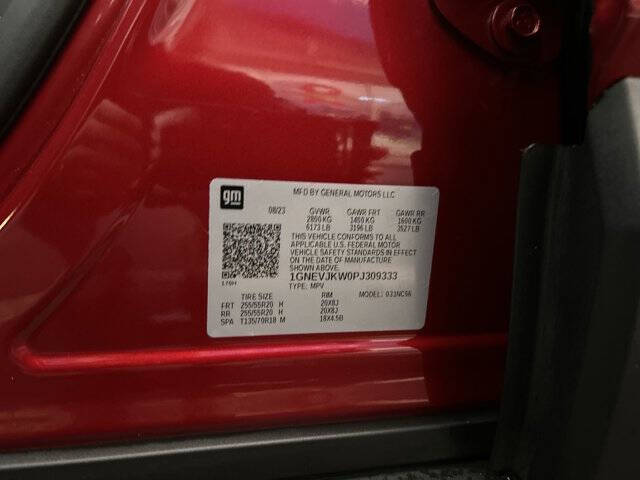 gm
MFD BY GENERAL MOTORS LLC
08/23 GVWR GAWR FRT GAWR RR
2800 KG 1450 KG 1600 KG
6173 LB 3196 LB 3527 LB
THIS VEHICLE CONFORMS TO ALL
APPLICABLE U.S. FEDERAL MOTOR
VEHICLE SAFETY STANDARDS IN EFFECT
ON THE DATE OF MANUFACTURE
SHOWN ABOVE.
1GNEVJKW0PJ309333
TYPE: MPV
TIRE SIZE RIM MODEL: 033NC56
FRT 255/55R20 H 20X8J
RR 255/55R20 H 20X8J
SPA T135/70R18 M 18X4.5B